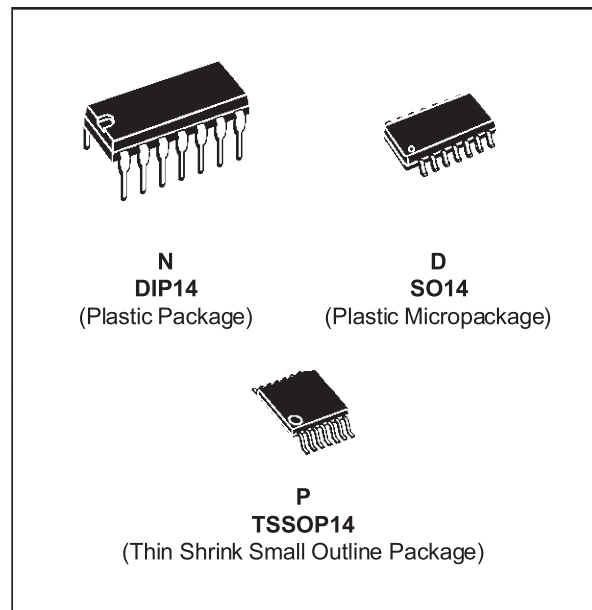 N
DIP14
(Plastic Package)
D
SO14
(Plastic Micropackage)
P
TSSOP14
(Thin Shrink Small Outline Package)